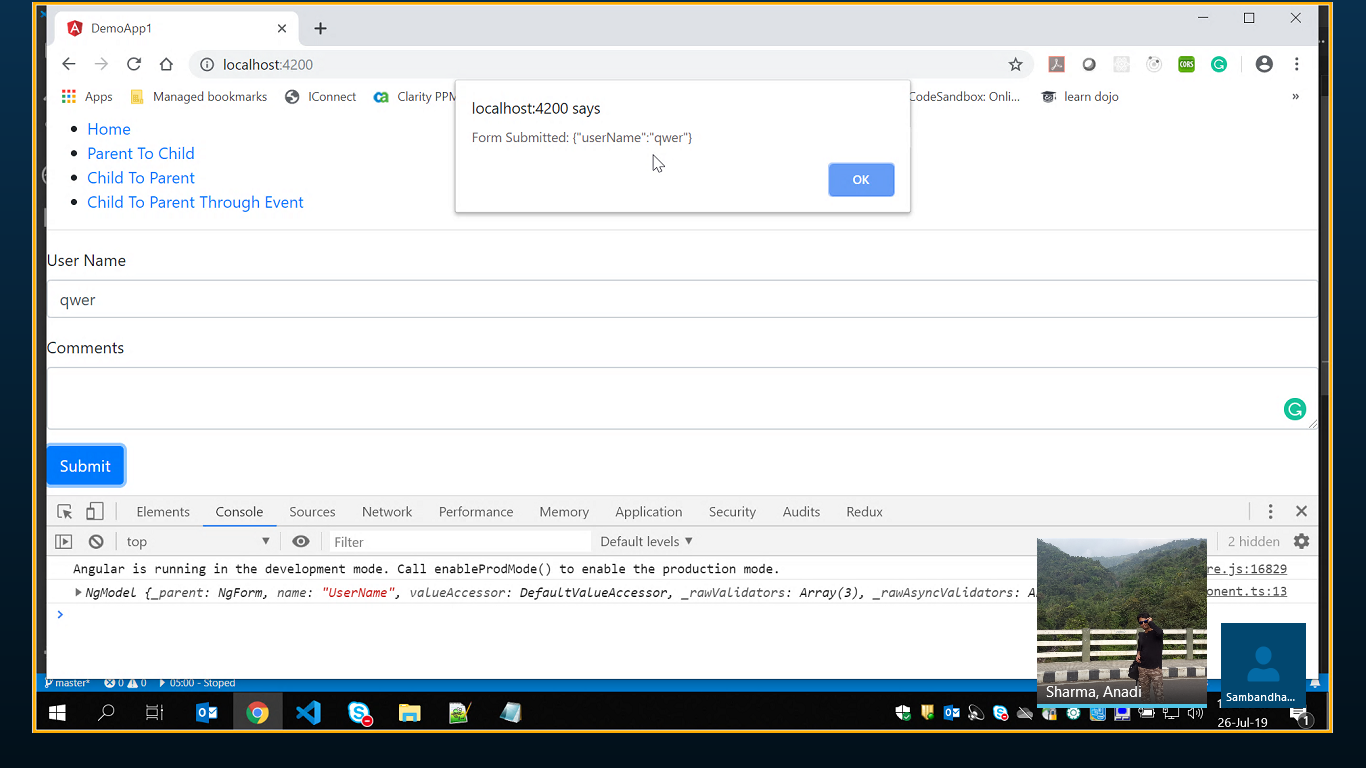 DemoApp1
localhost:4200
Apps
Managed bookmarks
IConnect
Clarity PPM
CodeSandbox: Onli...
learn dojo
»
localhost:4200 says
Form Submitted: {"userName":"qwer"}
OK
Home
Parent To Child
Child To Parent
Child To Parent Through Event
User Name
qwer
Comments
Submit
Elements Console Sources Network Performance Memory Application Security Audits Redux
top Filter Default levels 2 hidden
Angular is running in the development mode. Call enableProdMode() to enable the production mode. re.js:16829
NgModel {_parent: NgForm, name: "UserName", valueAccessor: DefaultValueAccessor, _rawValidators: Array(3), _rawAsyncValidators: onent.ts:13
Sharma, Anadi
Sambandha...
master* 0 0 05:00 - Stoped
26-Jul-19
1
CORS